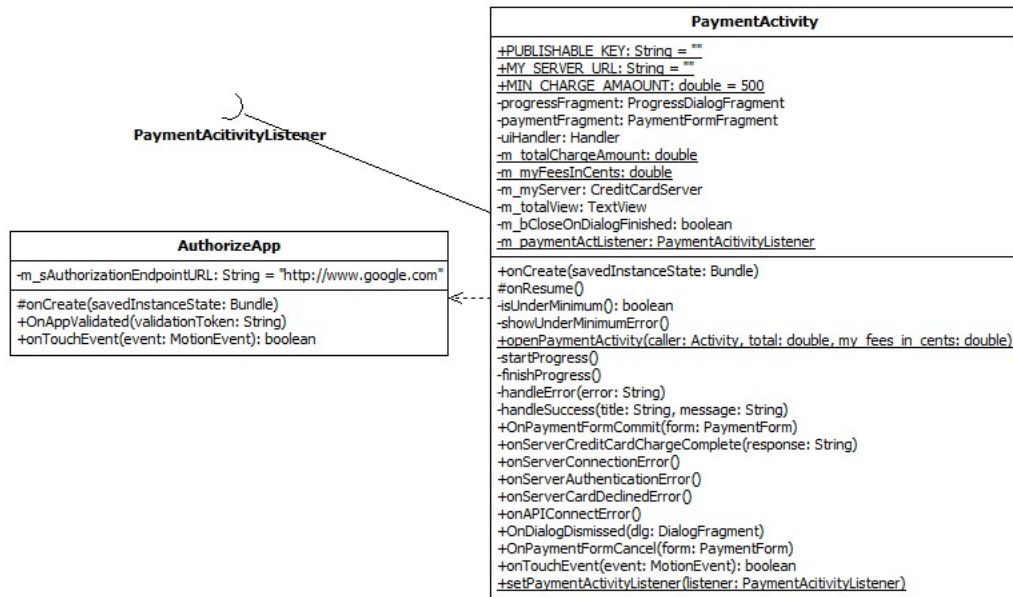 PaymentActivity
+PUBLISHABLE_KEY: String = ""
+MY_SERVER_URL: String = ""
+MIN_CHARGE_AMAOUNT: double = 500
-progressFragment: ProgressDialogFragment
-paymentFragment: PaymentFormFragment
-uiHandler: Handler
-m_totalChargeAmount: double
-m_myFeesInCents: double
-m_myServer: CreditCardServer
-m_totalView: TextView
-m_bCloseOnDialogFinished: boolean
-m_paymentActListener: PaymentAcitivityListener
+onCreate(savedInstanceState: Bundle)
#onResume()
-isUnderMinimum(): boolean
-showUnderMinimumError()
+openPaymentActivity(caller: Activity, total: double, my_fees_in_cents: double)
-startProgress()
-finishProgress()
-handleError(error: String)
-handleSuccess(title: String, message: String)
+OnPaymentFormCommit(form: PaymentForm)
+onServerCreditCardChargeComplete(response: String)
+onServerConnectionError()
+onServerAuthenticationError()
+onServerCardDeclinedError()
+onAPIConnectError()
+OnDialogDismissed(dlg: DialogFragment)
+OnPaymentFormCancel(form: PaymentForm)
+onTouchEvent(event: MotionEvent): boolean
+setPaymentActivityListener(listener: PaymentAcitivityListener)
PaymentAcitivityListener
AuthorizeApp
-m_sAuthorizationEndpointURL: String = "http://www.google.com"
#onCreate(savedInstanceState: Bundle)
+OnAppValidated(validationToken: String)
+onTouchEvent(event: MotionEvent): boolean